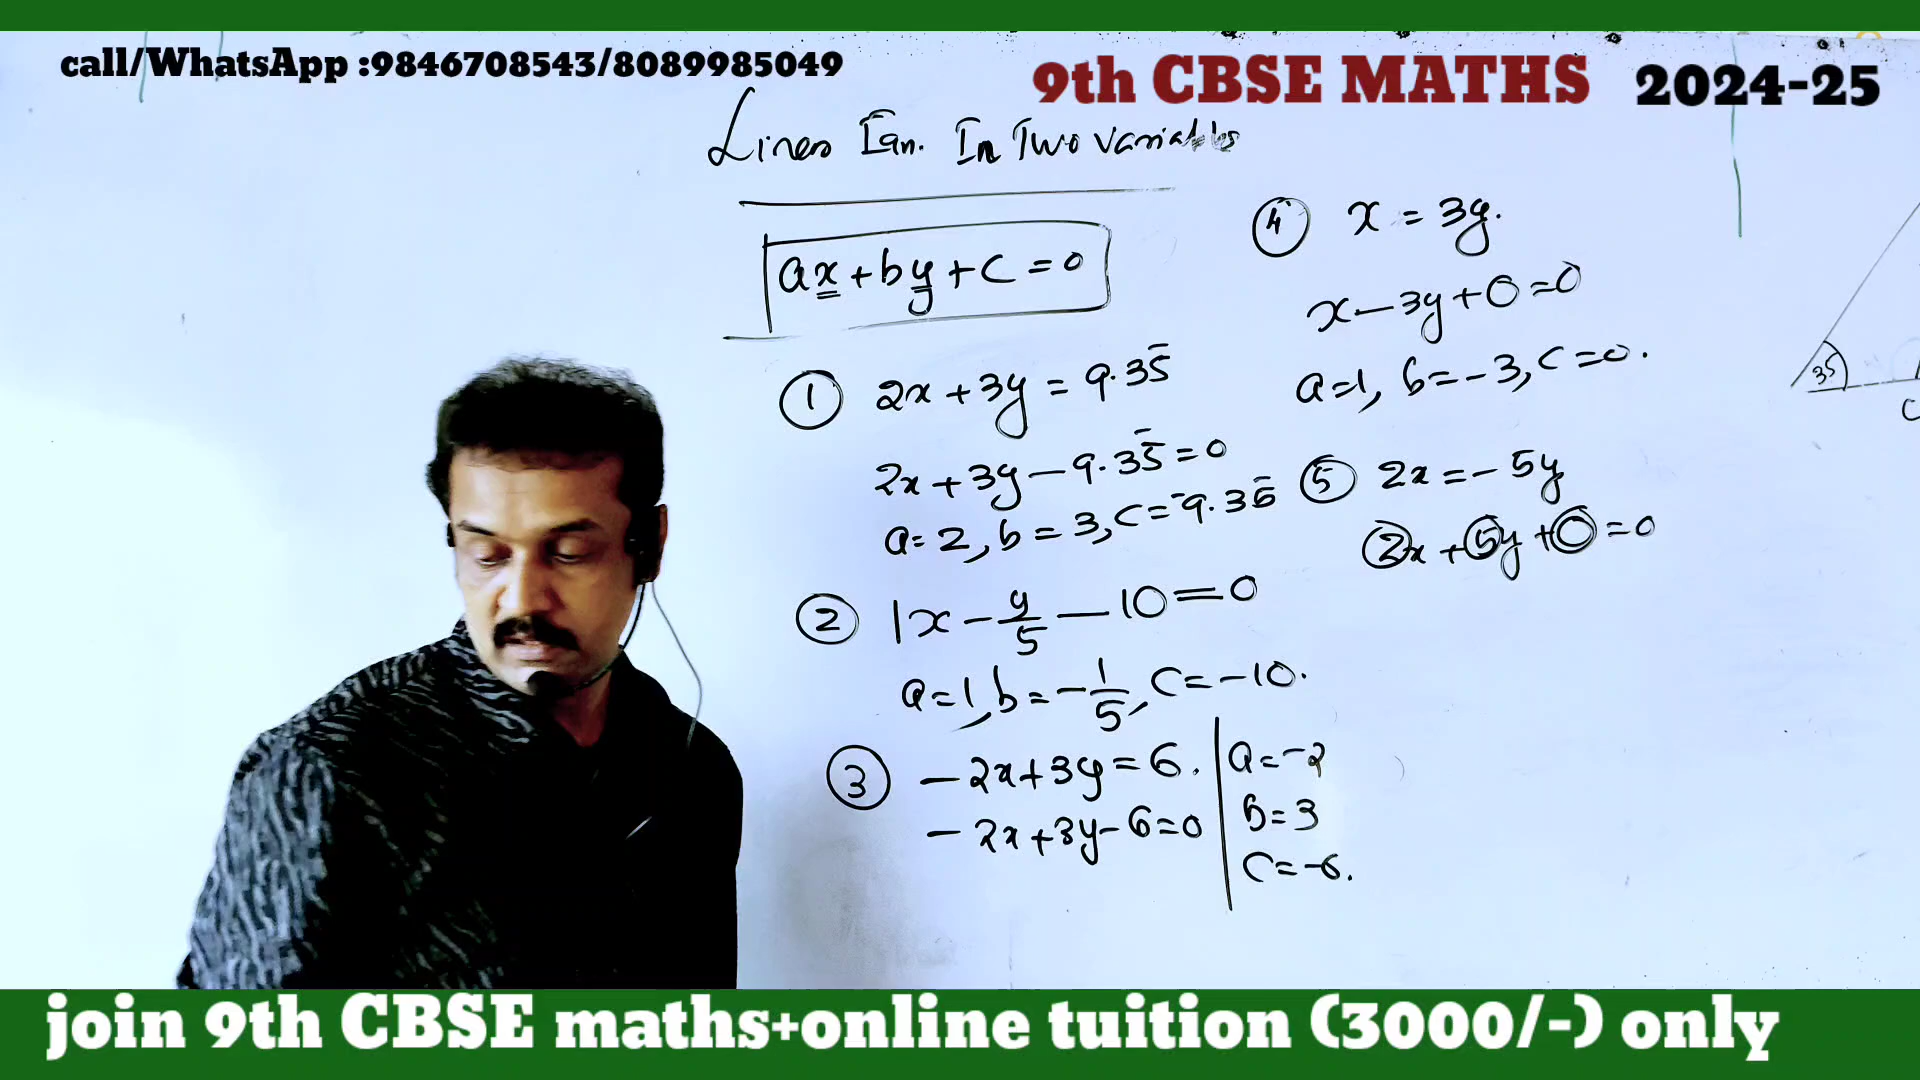 call/WhatsApp :9846708543/8089985049
9th CBSE MATHS 2024-25
Linear Eqn. In Two variables
ax+by+c=0
① 2x+3y=9.35̅
2x+3y-9.35̅=0
a=2, b=3, c=-9.35̅
② 1x-y/5-10=0
a=1, b=-1/5, c=-10.
③ -2x+3y=6.
-2x+3y-6=0
a=-2
b=3
c=-6.
④ x=3y.
x-3y+0=0
a=1, b=-3, c=0.
⑤ 2x=-5y
2x+5y+0=0
35
join 9th CBSE maths+online tuition (3000/-) only